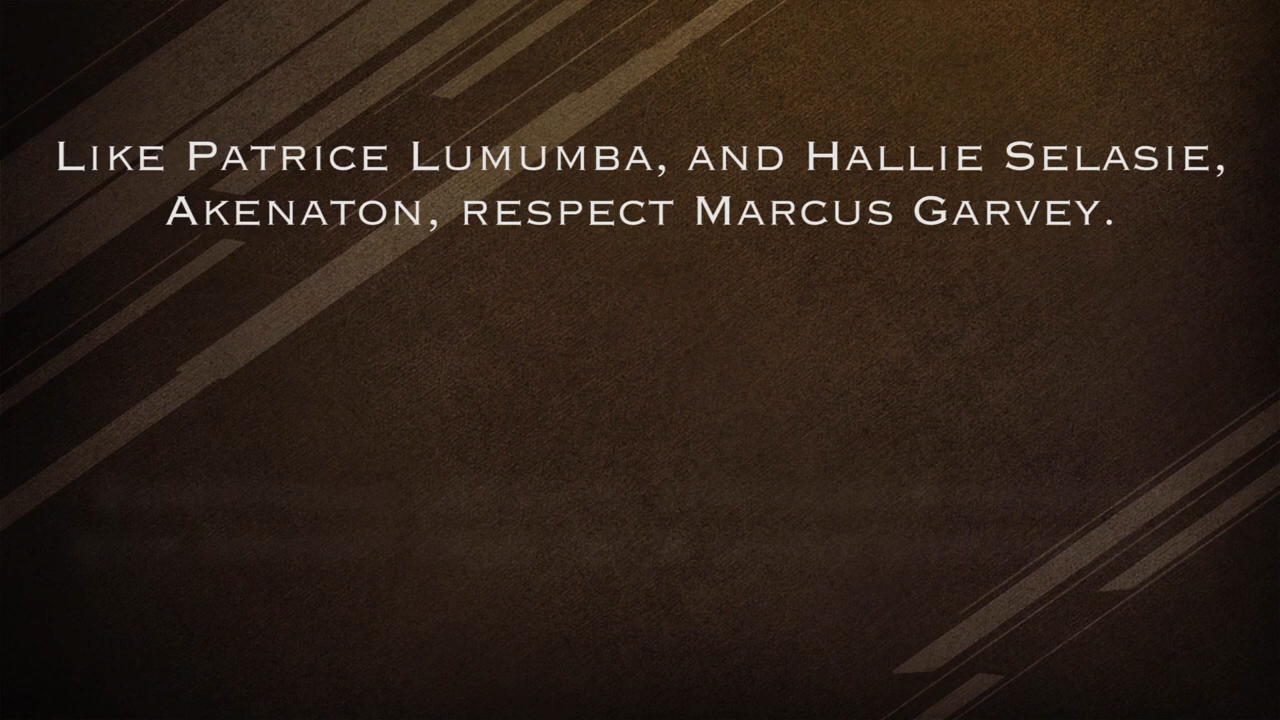 Like Patrice Lumumba, and Hallie Selasie,
Akenaton, respect Marcus Garvey.